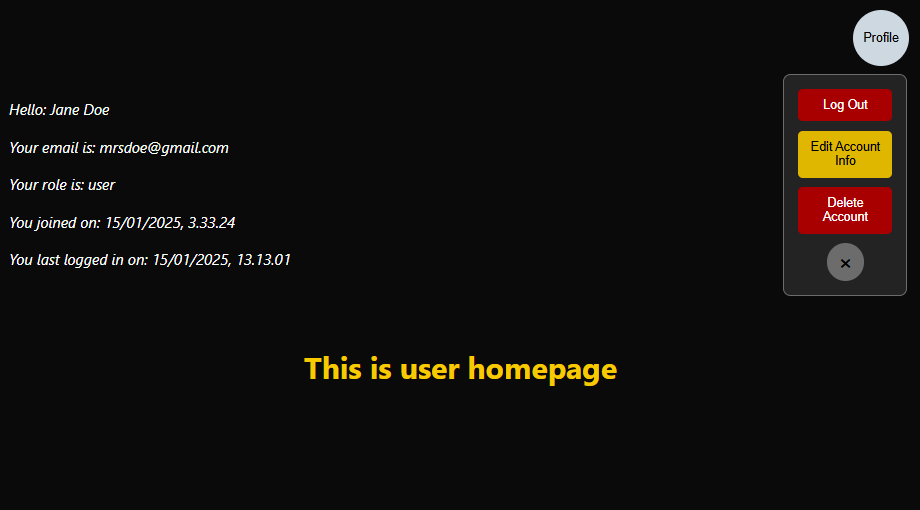 Profile
Log Out
Edit Account
Info
Delete
Account
×
Hello: Jane Doe
Your email is: mrsdoe@gmail.com
Your role is: user
You joined on: 15/01/2025, 3.33.24
You last logged in on: 15/01/2025, 13.13.01
This is user homepage